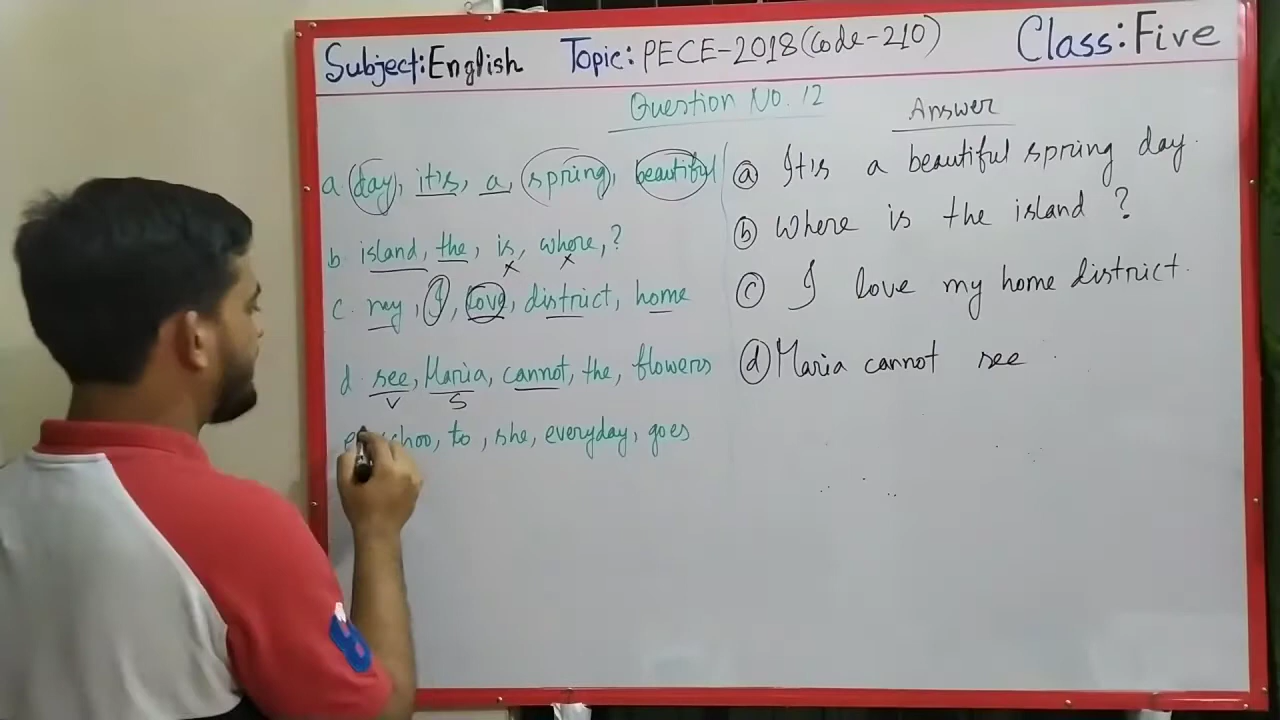 Subject: English Topic: PECE-2018 (Code-210) Class: Five
Question No. 12 Answer
a. day, it's, a, spring, beautiful
b. island, the, is, where, ?
c. my, I, love, district, home
d. see, Maria, cannot, the, flowers
V S
to, she, everyday, goes
ⓐ It's a beautiful spring day.
ⓑ Where is the island ?
ⓒ I love my home district.
ⓓ Maria cannot see